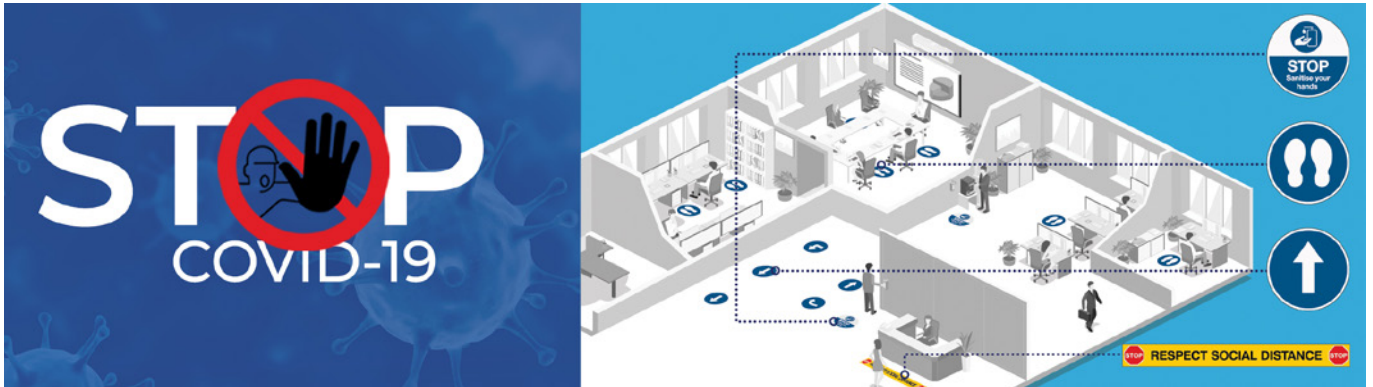 STOP
COVID-19
STOP
Sanitise your
hands
STOP RESPECT SOCIAL DISTANCE STOP